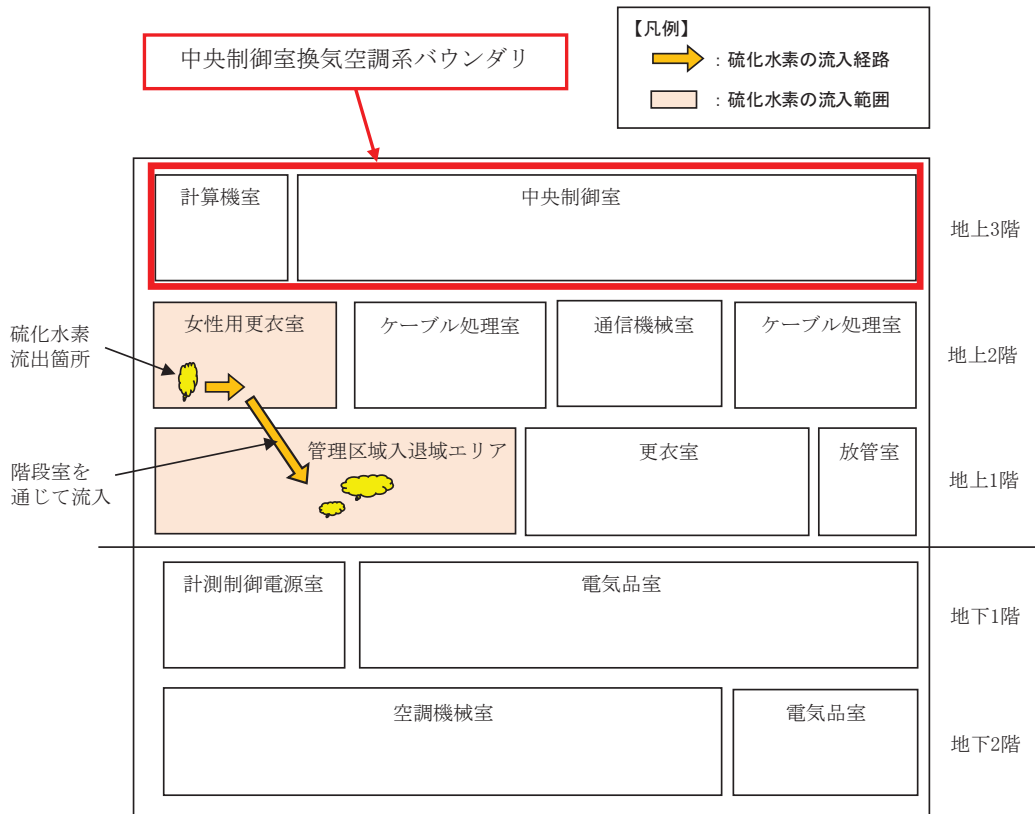 中央制御室換気空調系バウンダリ
【凡例】
：硫化水素の流入経路
：硫化水素の流入範囲
計算機室
中央制御室
地上3階
硫化水素
流出箇所
女性用更衣室
ケーブル処理室
通信機械室
ケーブル処理室
地上2階
階段室を
通じて流入
管理区域入退域エリア
更衣室
放管室
地上1階
計測制御電源室
電気品室
地下1階
空調機械室
電気品室
地下2階